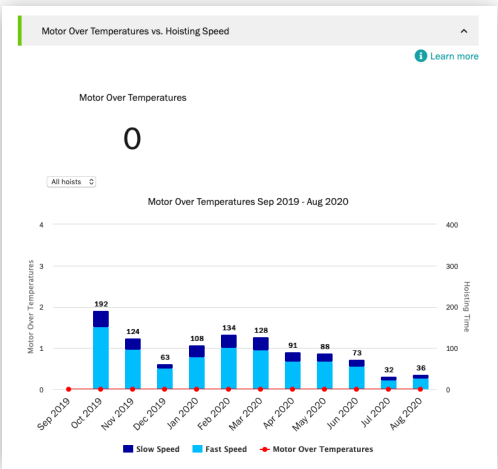 Motor Over Temperatures vs. Hoisting Speed
Learn more
Motor Over Temperatures
0
All hoists
Motor Over Temperatures Sep 2019 - Aug 2020
4 400
3 300
2 200
1 100
0 0
Motor Over Temperatures
Hoisting Time
192
124
63
108
134
128
91
88
73
32
36
Sep 2019 Oct 2019 Nov 2019 Dec 2019 Jan 2020 Feb 2020 Mar 2020 Apr 2020 May 2020 Jun 2020 Jul 2020 Aug 2020
Slow Speed Fast Speed Motor Over Temperatures